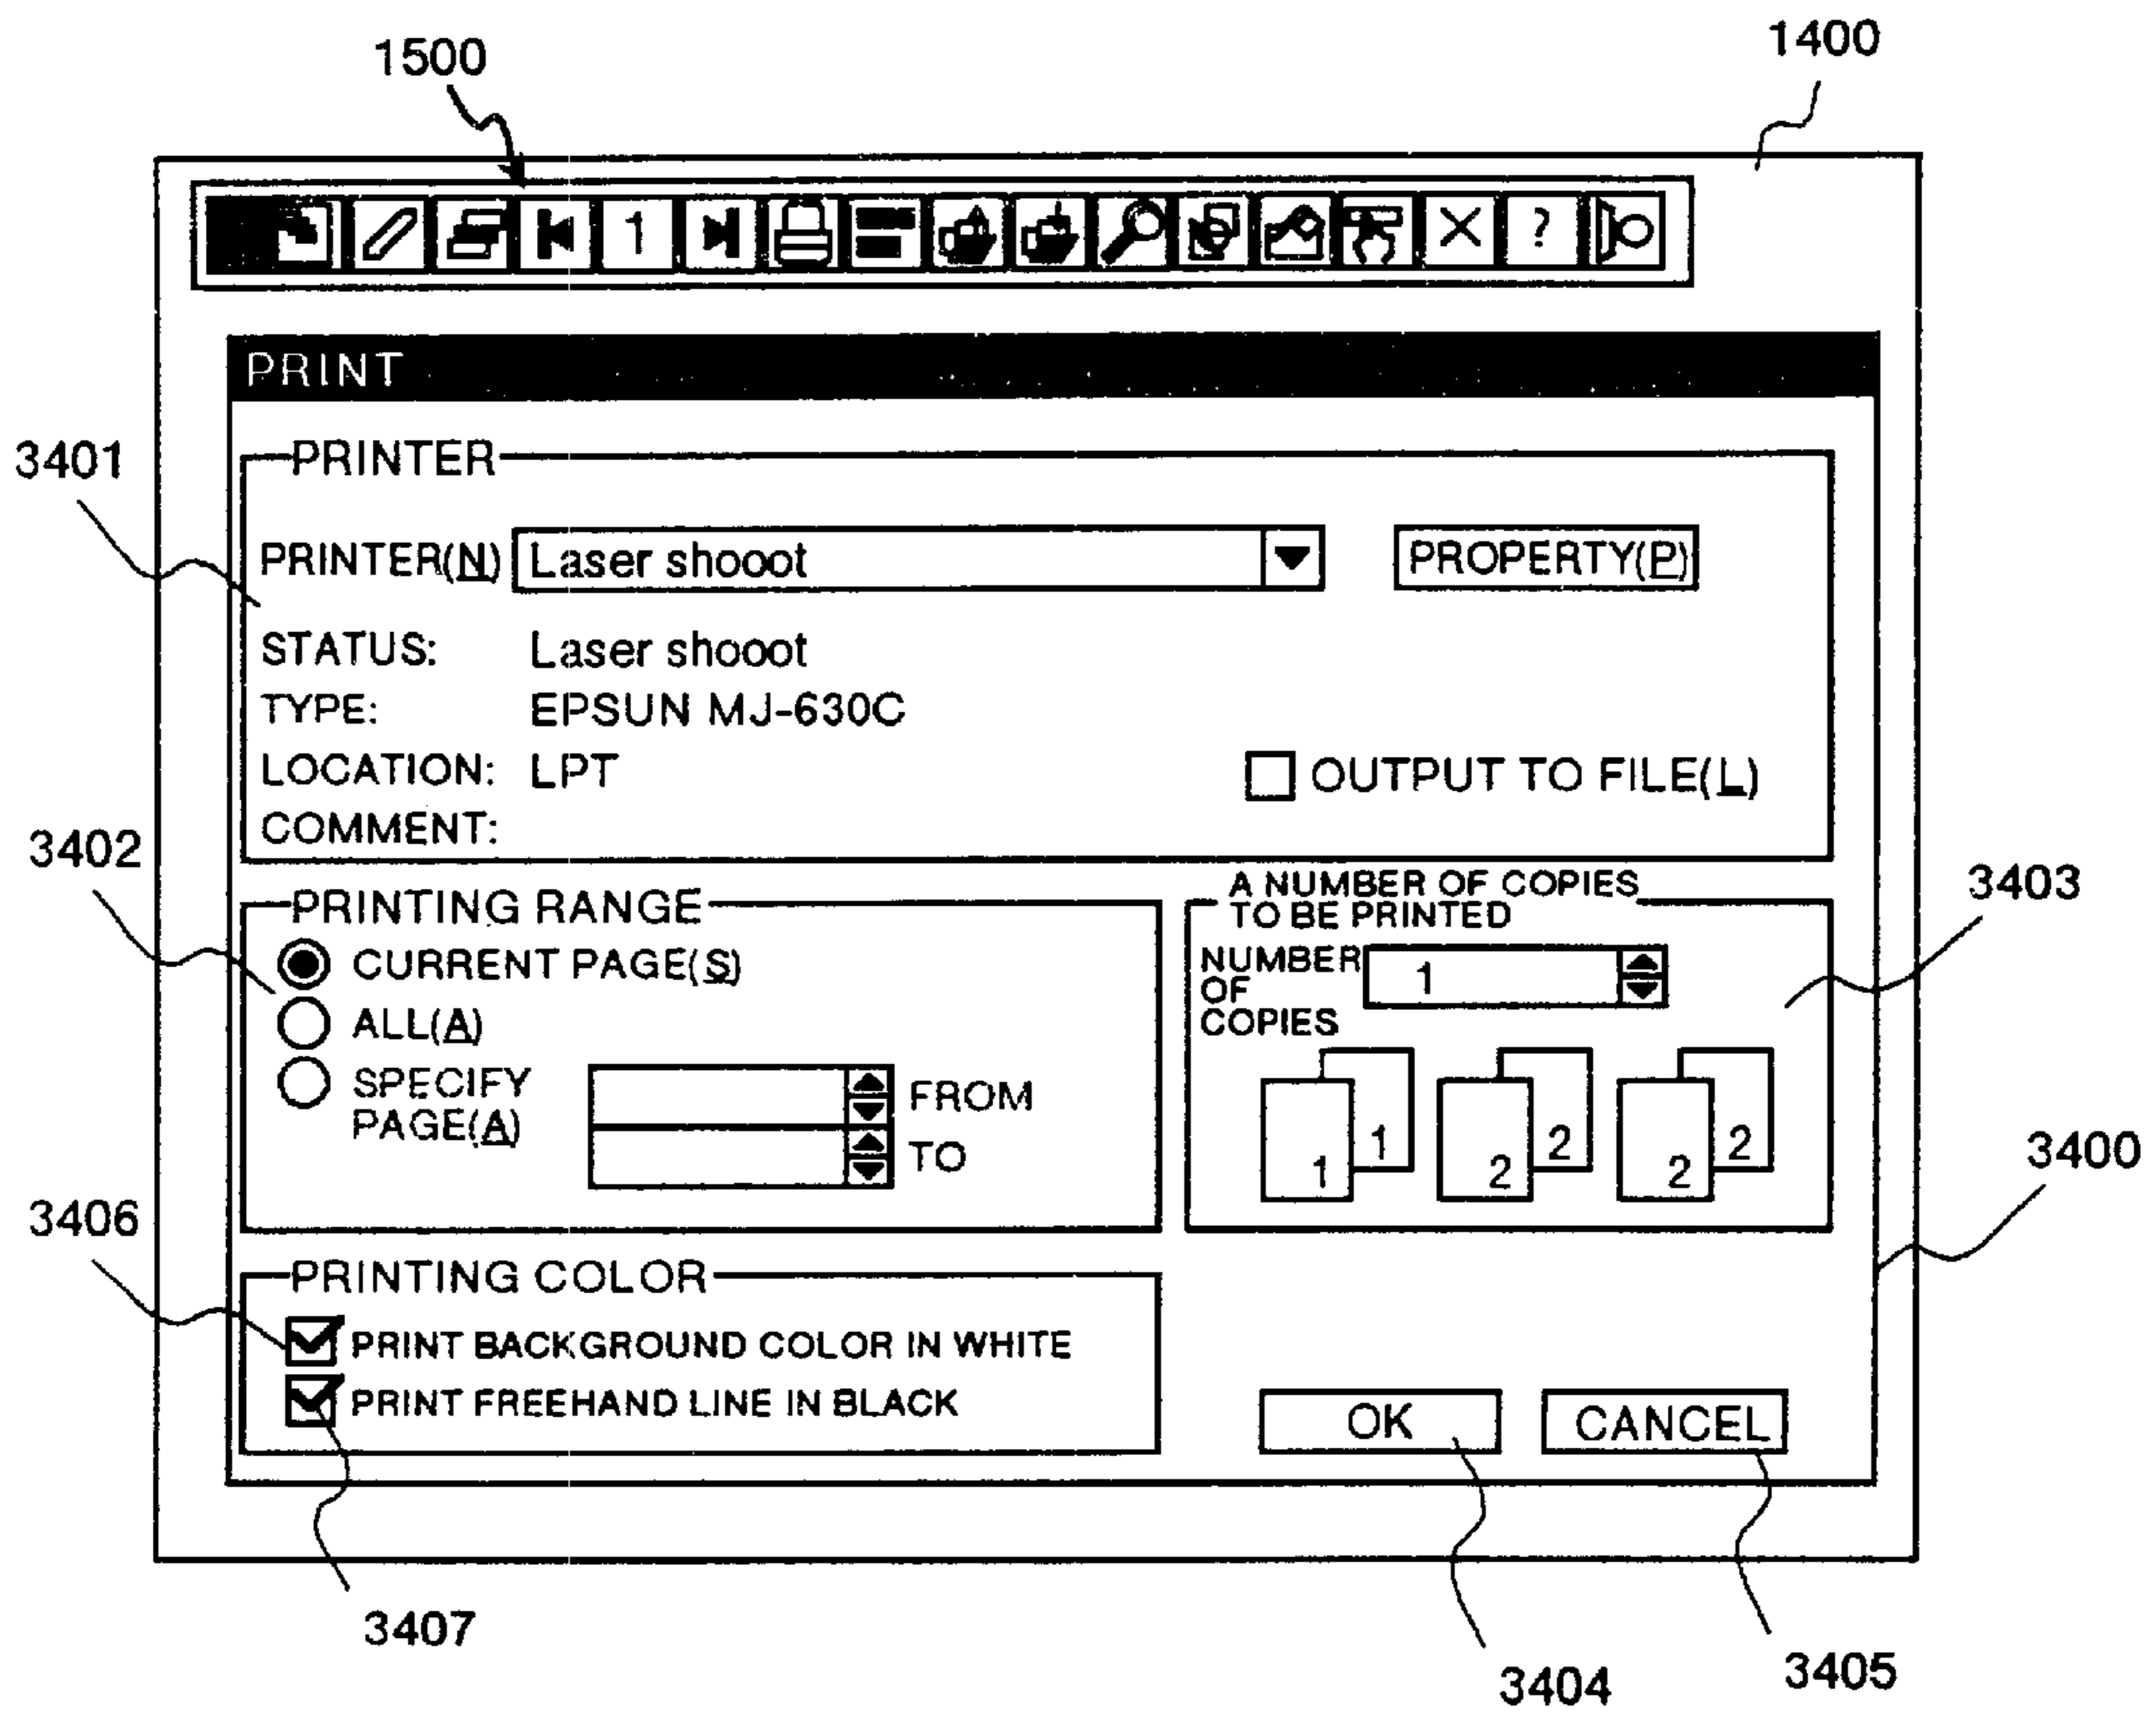 1500
1400
1
?
PRINT
3401
PRINTER
PRINTER(N) Laser shooot PROPERTY(P)
STATUS: Laser shooot
TYPE: EPSUN MJ-630C
LOCATION: LPT
OUTPUT TO FILE(L)
COMMENT:
3402
3403
PRINTING RANGE
CURRENT PAGE(S)
ALL(A)
SPECIFY
PAGE(A)
FROM
TO
A NUMBER OF COPIES
TO BE PRINTED
NUMBER
OF
COPIES
1
1 1 2 2 2 2
3400
3406
PRINTING COLOR
PRINT BACKGROUND COLOR IN WHITE
PRINT FREEHAND LINE IN BLACK
OK CANCEL
3407
3404
3405